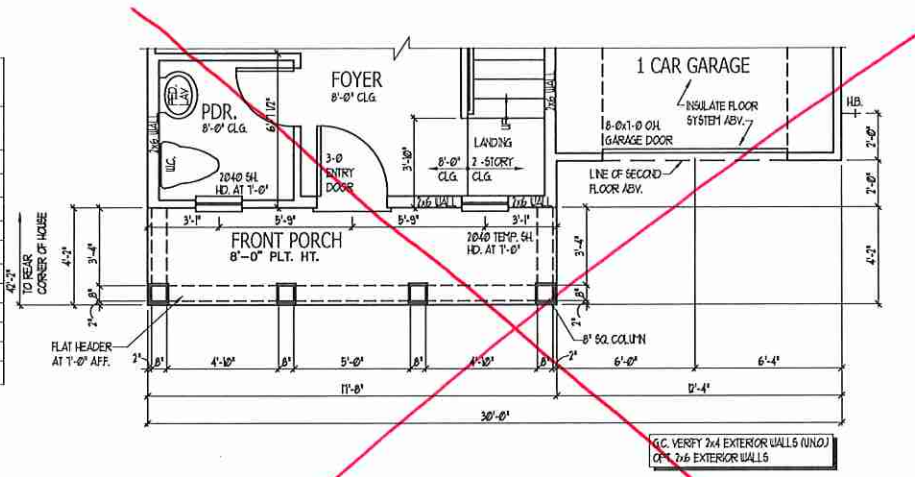 1 CAR GARAGE
FOYER
8'-0" CLG.
PDR.
8'-0" CLG.
PED.
LAV
W.C.
2x6 WALL
2x6 WALL
INSULATE FLOOR
SYSTEM ABV.
H.B.
8-0x7-0 OH.
GARAGE DOOR
LANDING
UP
3'-10"
8'-0"
CLG.
2 -STORY
CLG.
3-0
ENTRY
DOOR
2040 SH.
HD. AT 7'-0"
LINE OF SECOND
FLOOR ABV.
2'-0"
2'-0"
2x6 WALL
2x6 WALL
3'-1"
5'-9"
5'-9"
3'-1"
FRONT PORCH
8'-0" PLT. HT.
2040 TEMP. SH.
HD. AT 7'-0"
42'-2"
TO REAR
CORNER OF HOUSE
4'-2"
3'-4"
8"
2"
3'-4"
8"
2"
4'-2"
FLAT HEADER
AT 7'-0" AFF.
8" SQ. COLUMN
2"
8"
4'-10"
8"
5'-0"
8"
4'-10"
8"
2"
6'-0"
6'-4"
17'-8"
12'-4"
30'-0"
G.C. VERIFY 2x4 EXTERIOR WALLS (U.N.O.)
OPT. 2x6 EXTERIOR WALLS